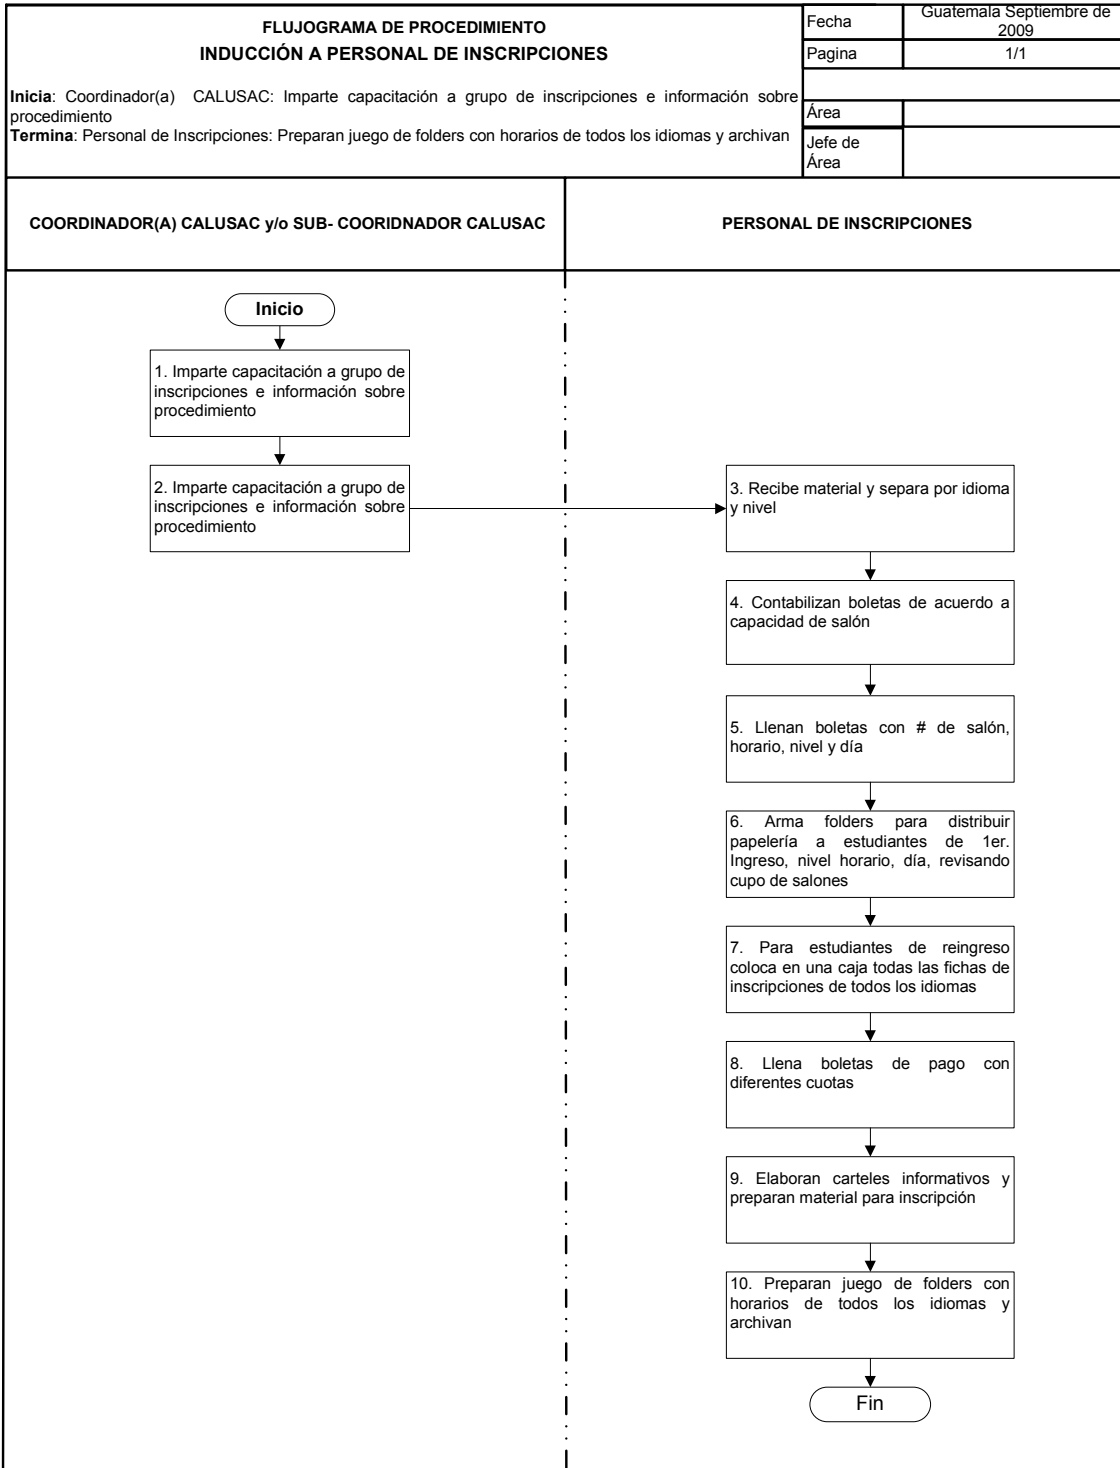 FLUJOGRAMA DE PROCEDIMIENTO
INDUCCIÓN A PERSONAL DE INSCRIPCIONES
Inicia: Coordinador(a) CALUSAC: Imparte capacitación a grupo de inscripciones e información sobre
procedimiento
Termina: Personal de Inscripciones: Preparan juego de folders con horarios de todos los idiomas y archivan
Fecha
Guatemala Septiembre de
2009
Pagina
1/1
Área
Jefe de
Área
COORDINADOR(A) CALUSAC y/o SUB- COORIDNADOR CALUSAC
PERSONAL DE INSCRIPCIONES
Inicio
1. Imparte capacitación a grupo de
inscripciones e información sobre
procedimiento
2. Imparte capacitación a grupo de
inscripciones e información sobre
procedimiento
3. Recibe material y separa por idioma
y nivel
4. Contabilizan boletas de acuerdo a
capacidad de salón
5. Llenan boletas con # de salón,
horario, nivel y día
6. Arma folders para distribuir
papelería a estudiantes de 1er.
Ingreso, nivel horario, día, revisando
cupo de salones
7. Para estudiantes de reingreso
coloca en una caja todas las fichas de
inscripciones de todos los idiomas
8. Llena boletas de pago con
diferentes cuotas
9. Elaboran carteles informativos y
preparan material para inscripción
10. Preparan juego de folders con
horarios de todos los idiomas y
archivan
Fin